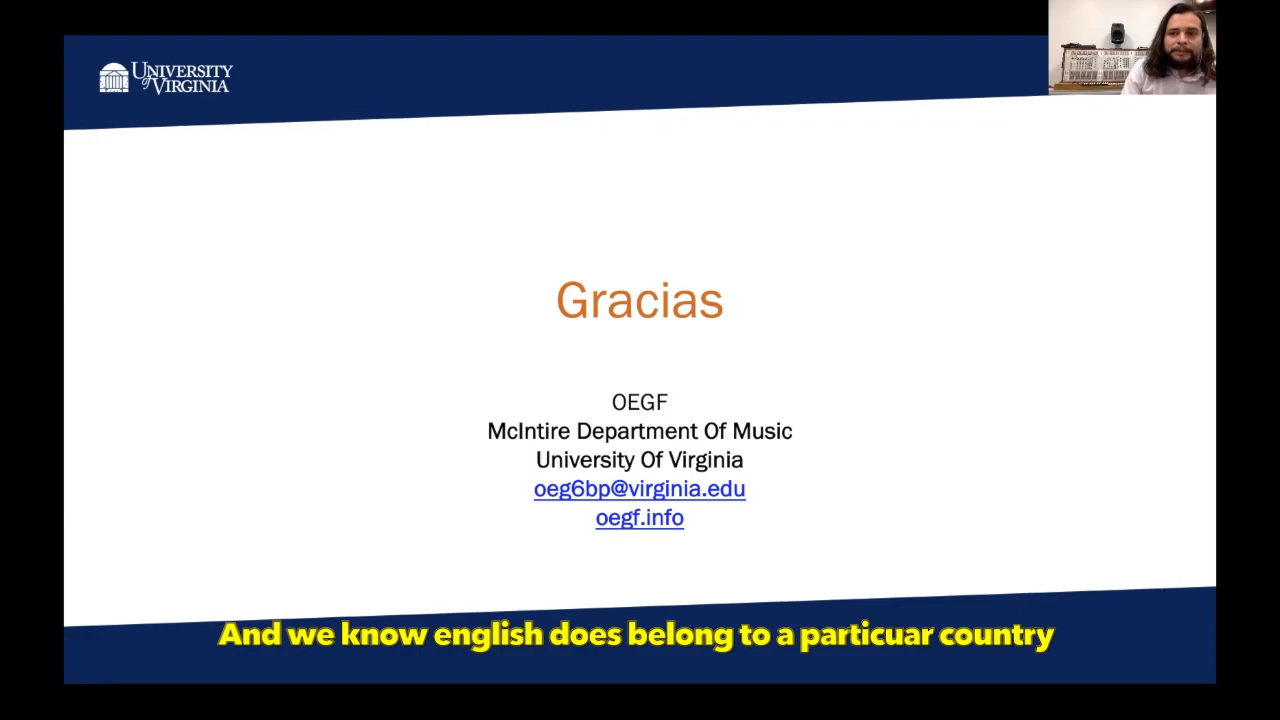 UNIVERSITY
of VIRGINIA
Gracias
OEGF
McIntire Department Of Music
University Of Virginia
oeg6bp@virginia.edu
oegf.info
And we know english does belong to a particuar country